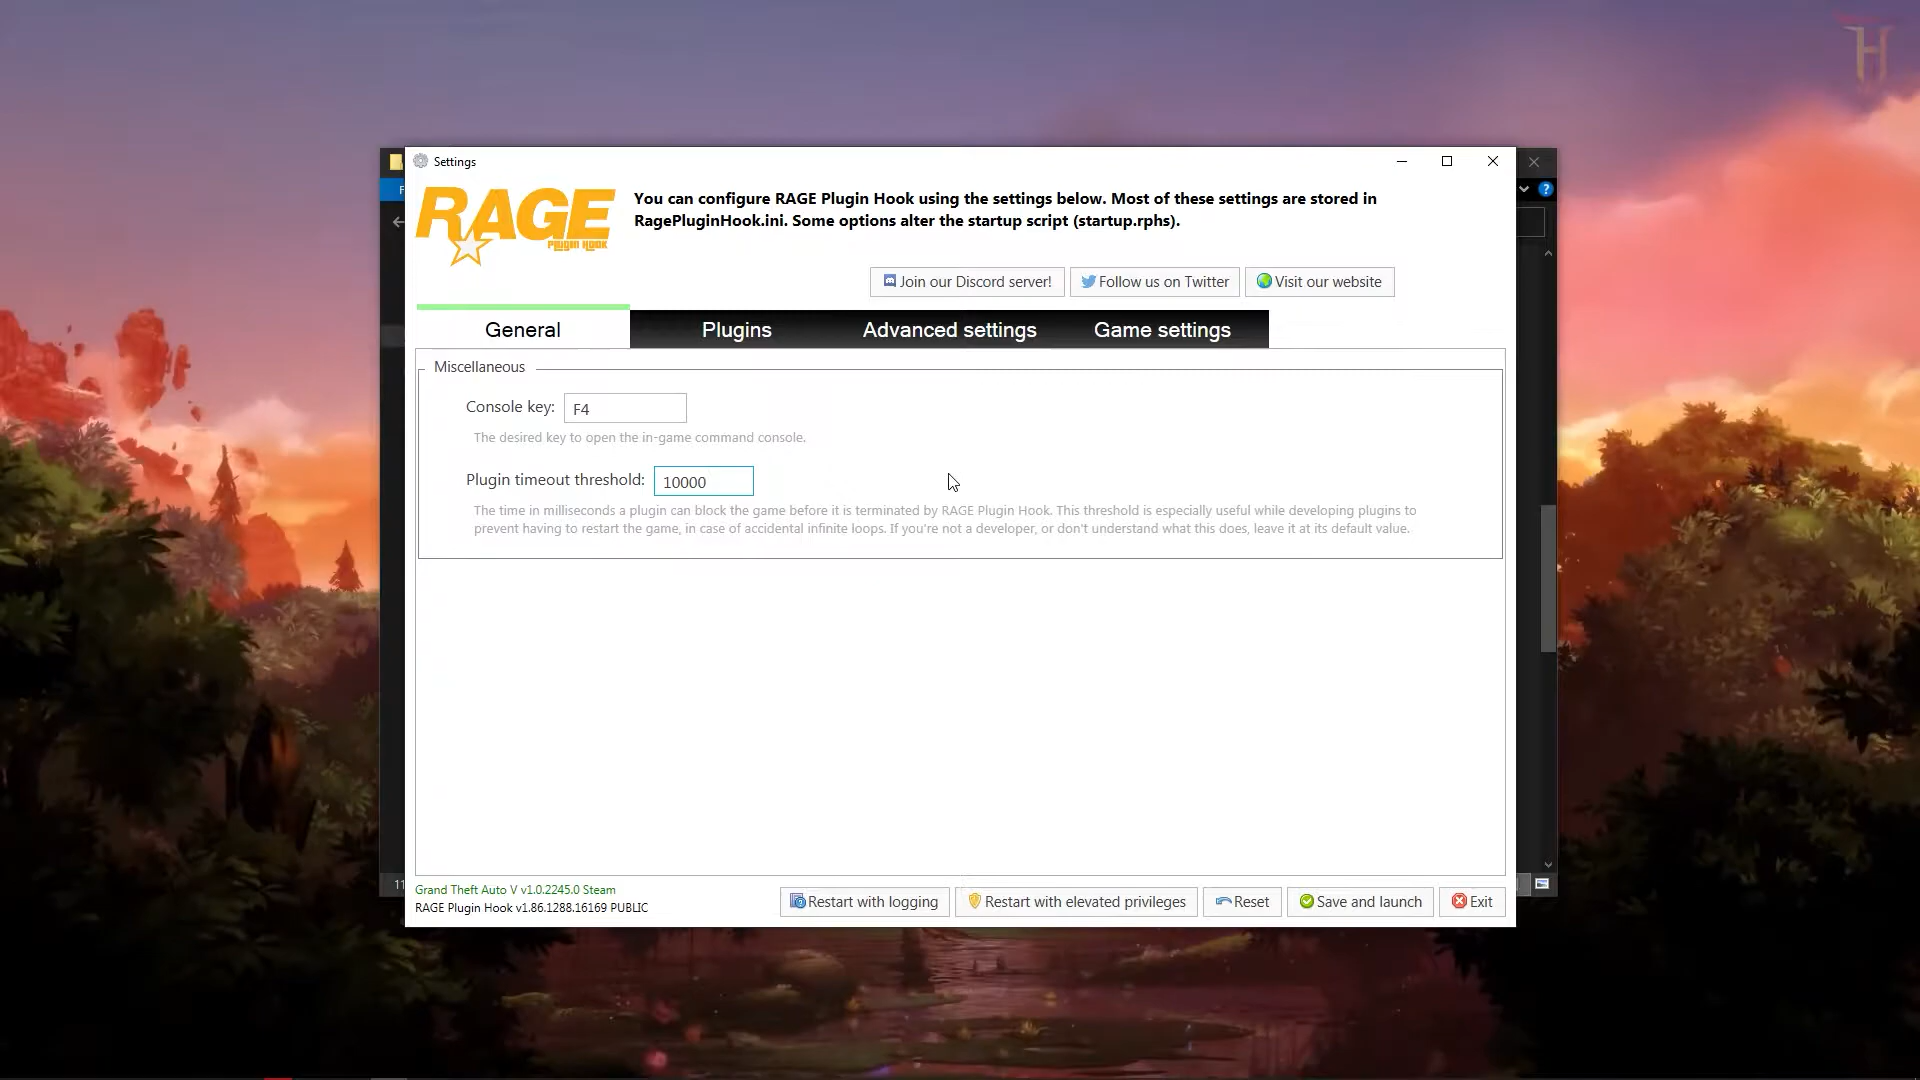 Settings
RAGE
PLUGIN HOOK
You can configure RAGE Plugin Hook using the settings below. Most of these settings are stored in
RagePluginHook.ini. Some options alter the startup script (startup.rphs).
Join our Discord server!
Follow us on Twitter
Visit our website
General
Plugins
Advanced settings
Game settings
Miscellaneous
Console key: F4
The desired key to open the in-game command console.
Plugin timeout threshold: 10000
The time in milliseconds a plugin can block the game before it is terminated by RAGE Plugin Hook. This threshold is especially useful while developing plugins to
prevent having to restart the game, in case of accidental infinite loops. If you're not a developer, or don't understand what this does, leave it at its default value.
Grand Theft Auto V v1.0.2245.0 Steam
RAGE Plugin Hook v1.86.1288.16169 PUBLIC
Restart with logging
Restart with elevated privileges
Reset
Save and launch
Exit